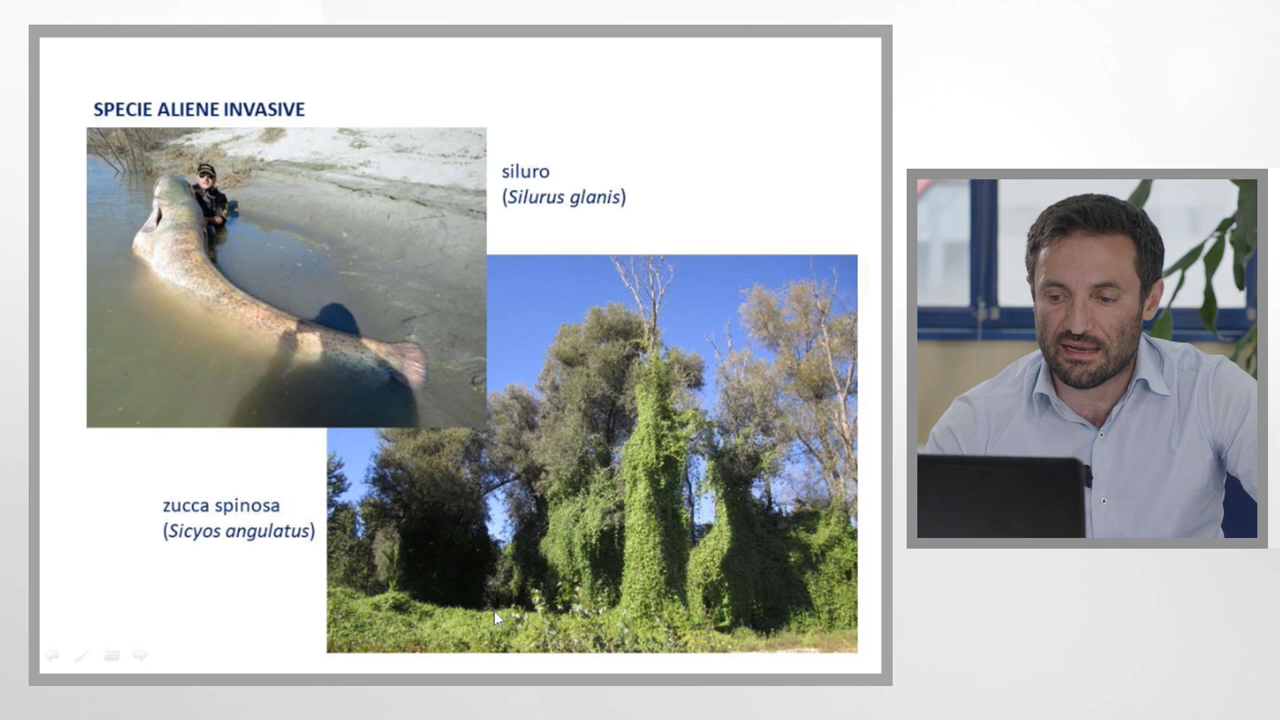 SPECIE ALIENE INVASIVE
siluro
(Silurus glanis)
zucca spinosa
(Sicyos angulatus)